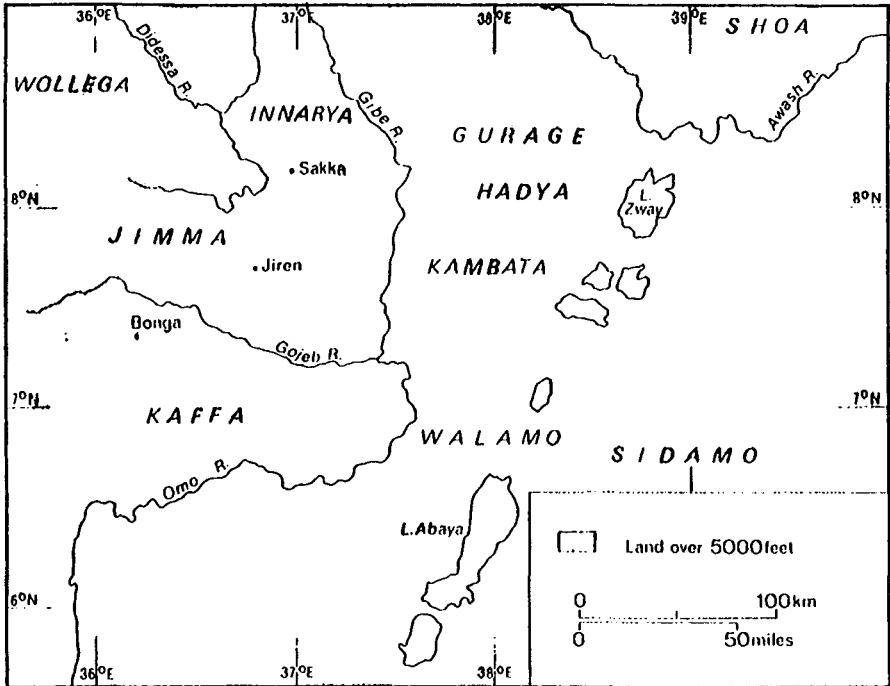 36°E
37°E
38°E
39°E
SHOA
Didessa R.
WOLLEGA
INNARYA
Gibe R.
Awash R.
GURAGE
Sakka
HADYA
8°N
L. Zway
8°N
JIMMA
KAMBATA
Jiren
Bonga
Gojeb R.
7°N
KAFFA
7°N
WALAMO
SIDAMO
Omo R.
L.Abaya
Land over 5000 feet
6°N
0 100km
0 50 miles
36°E
37°E
38°E